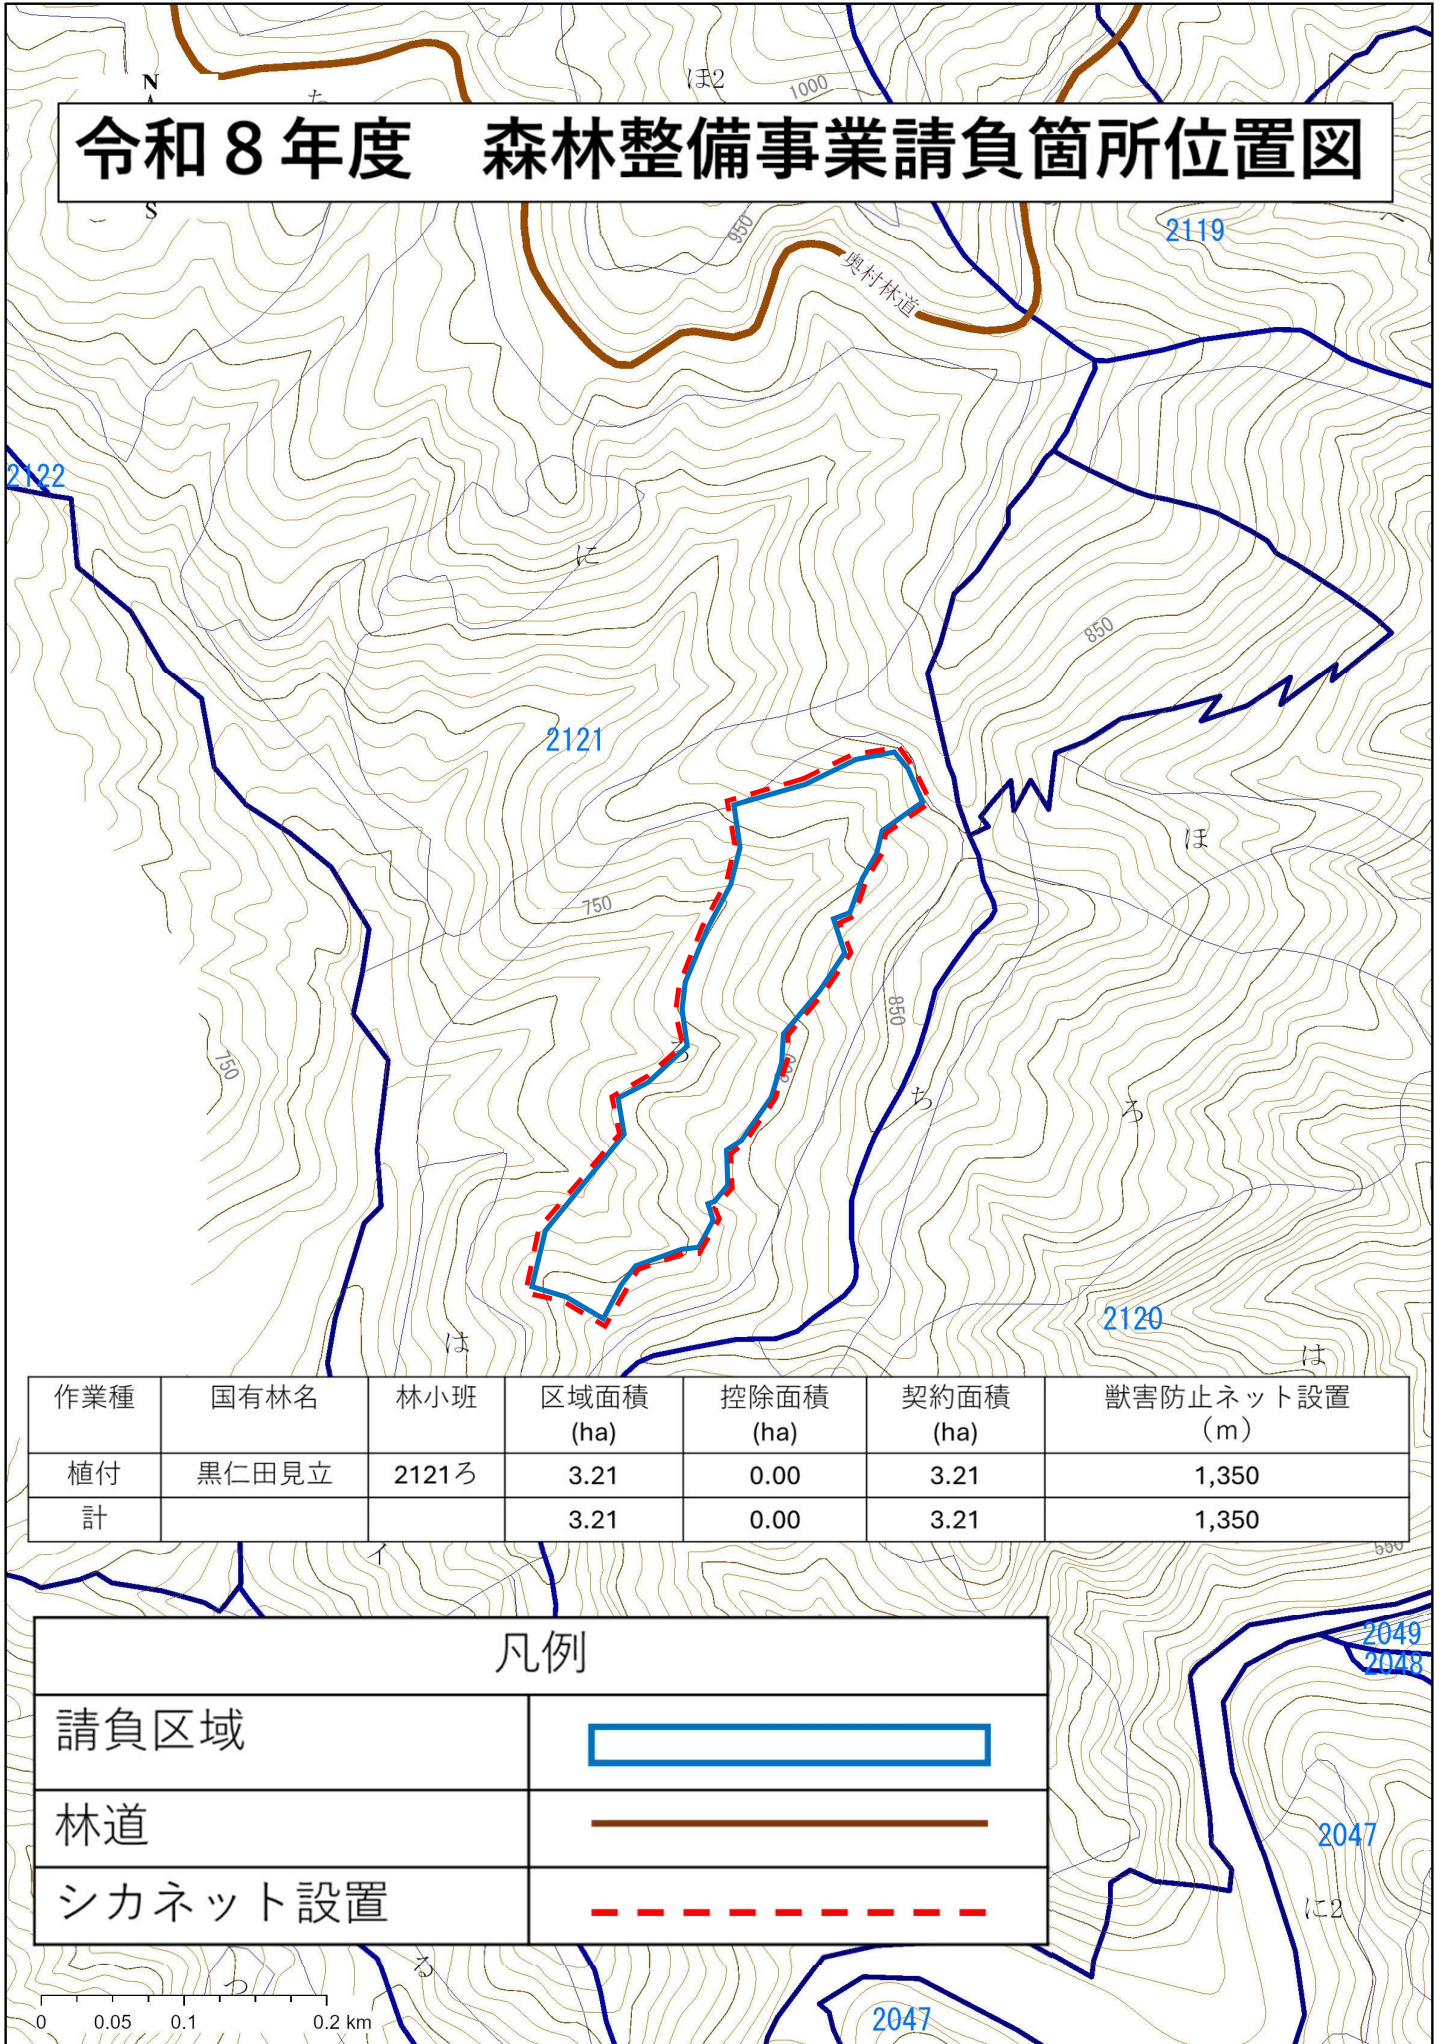 ほ2
1000
N
令和８年度　森林整備事業請負箇所位置図
S
950
2119
奥村林道
2122
に
850
2121
ほ
750
850
750
ち
ろ
2120
は
は
作業種 国有林名 林小班 区域面積 (ha) 控除面積 (ha) 契約面積 (ha) 獣害防止ネット設置 （m）
植付 黒仁田見立 2121ろ 3.21 0.00 3.21 1,350
計 3.21 0.00 3.21 1,350
イ
550
凡例
請負区域
林道
シカネット設置
2049
2048
2047
に2
る
つ
0 0.05 0.1 0.2 km
2047